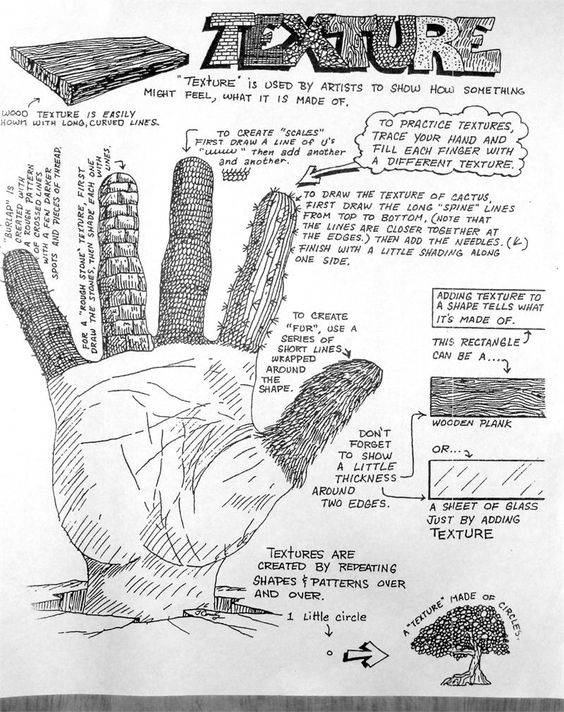 TEXTURE
"TEXTURE" IS USED BY ARTISTS TO SHOW HOW SOMETHING
MIGHT FEEL, WHAT IT IS MADE OF.
WOOD TEXTURE IS EASILY
SHOWN WITH LONG, CURVED LINES.
TO CREATE "SCALES"
FIRST DRAW A LINE OF U'S
"uuuuu" then add another
and another.
TO PRACTICE TEXTURES,
TRACE YOUR HAND AND
FILL EACH FINGER WITH
A DIFFERENT TEXTURE.
"BURLAP" IS
CREATED WITH
A ROUGH PATTERN
OF CROSSED LINES
WITH A FEW DARKER
SPOTS AND PIECES OF THREAD.
FOR A "ROUGH STONE" TEXTURE, FIRST
DRAW THE STONES, THEN SHADE EACH ONE
WITH
LINES.
TO DRAW THE TEXTURE OF CACTUS,
FIRST DRAW THE LONG "SPINE" LINES
FROM TOP TO BOTTOM, (NOTE THAT
THE LINES ARE CLOSER TOGETHER AT
THE EDGES.) THEN ADD THE NEEDLES.
FINISH WITH A LITTLE SHADING ALONG
ONE SIDE.
TO CREATE
"FUR", USE A
SERIES OF
SHORT LINES
WRAPPED
AROUND
THE
SHAPE.
ADDING TEXTURE TO
A SHAPE TELLS WHAT
IT'S MADE OF.
THIS RECTANGLE
CAN BE A....
WOODEN PLANK
OR...
A SHEET OF GLASS
JUST BY ADDING
TEXTURE
DON'T
FORGET
TO SHOW
A LITTLE
THICKNESS
AROUND
TWO EDGES.
TEXTURES ARE
CREATED BY REPEATING
SHAPES & PATTERNS OVER
AND OVER.
1 Little circle
A "TEXTURE" MADE OF CIRCLES.